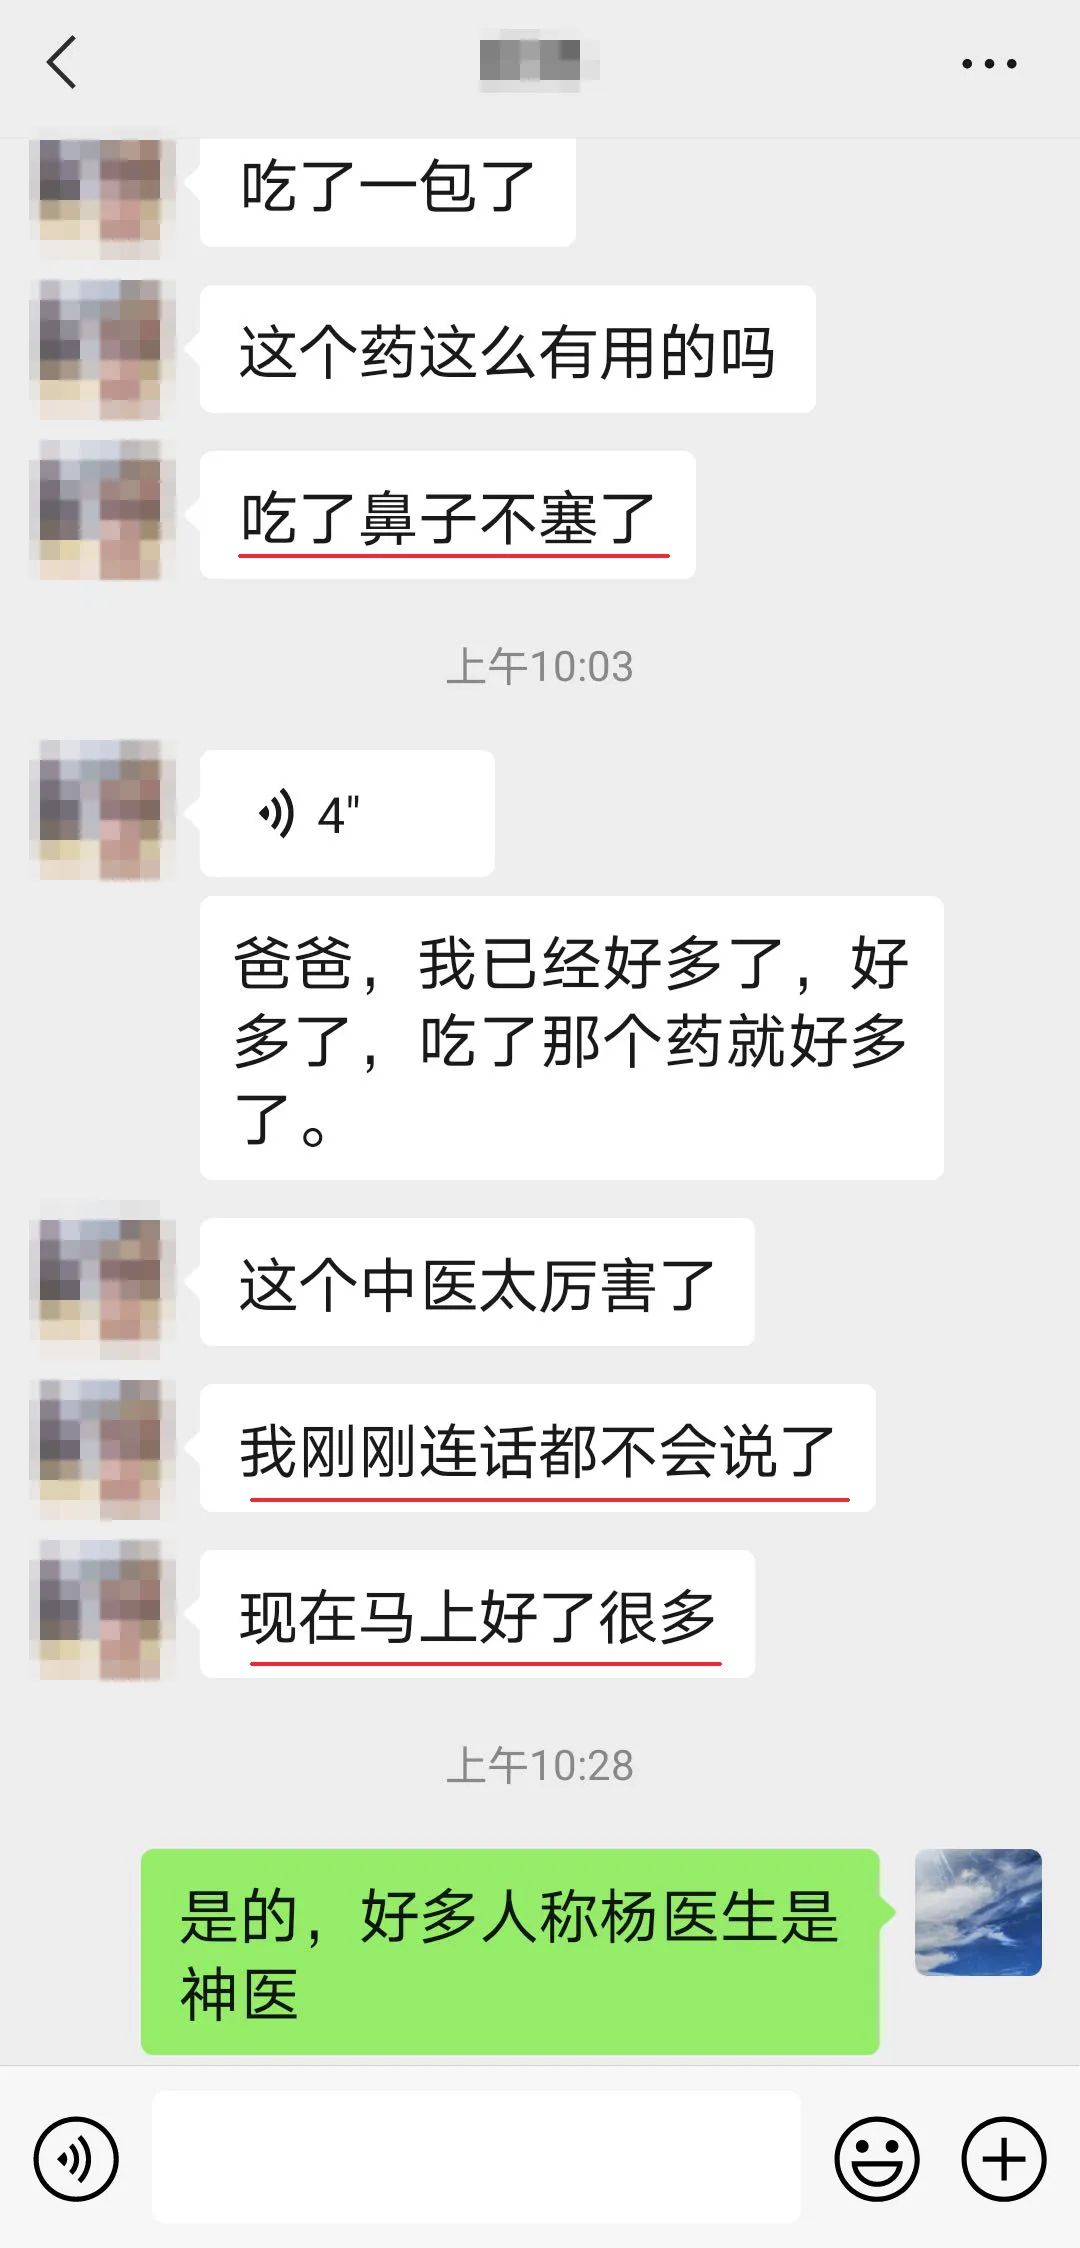 吃了一包了
这个药这么有用的吗
吃了鼻子不塞了
上午10:03
4"
爸爸，我已经好多了，好
多了，吃了那个药就好多
了。
这个中医太厉害了
我刚刚连话都不会说了
现在马上好了很多
上午10:28
是的，好多人称杨医生是
神医